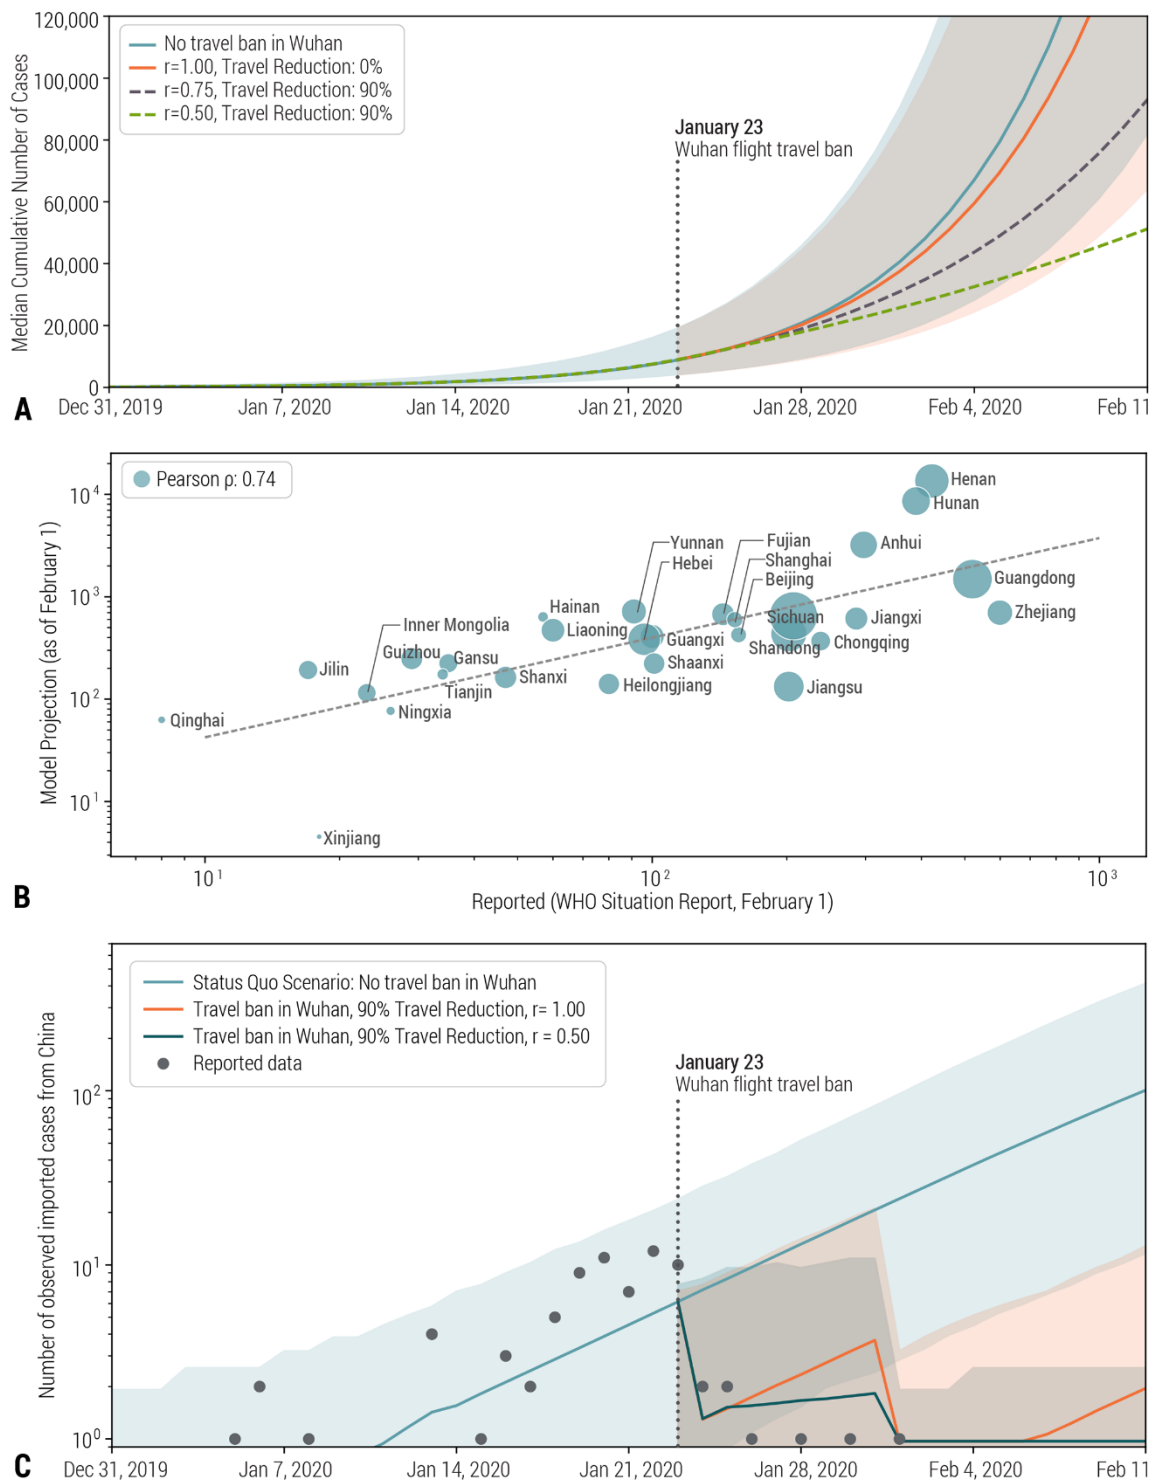 120,000
100,000
80,000
60,000
40,000
20,000
0
Median Cumulative Number of Cases
No travel ban in Wuhan
r=1.00, Travel Reduction: 0%
r=0.75, Travel Reduction: 90%
r=0.50, Travel Reduction: 90%
January 23
Wuhan flight travel ban
A
Dec 31, 2019
Jan 7, 2020
Jan 14, 2020
Jan 21, 2020
Jan 28, 2020
Feb 4, 2020
Feb 11
Pearson ρ: 0.74
Model Projection (as of February 1)
10⁴
10³
10²
10¹
Henan
Hunan
Yunnan
Fujian
Anhui
Hebei
Shanghai
Beijing
Guangdong
Hainan
Inner Mongolia
Liaoning
Sichuan
Jiangxi
Zhejiang
Guizhou
Gansu
Guangxi
Shandong
Chongqing
Jilin
Shanxi
Shaanxi
Tianjin
Heilongjiang
Jiangsu
Qinghai
Ningxia
Xinjiang
10¹
10²
10³
B
Reported (WHO Situation Report, February 1)
Status Quo Scenario: No travel ban in Wuhan
Travel ban in Wuhan, 90% Travel Reduction, r= 1.00
Travel ban in Wuhan, 90% Travel Reduction, r = 0.50
Reported data
January 23
Wuhan flight travel ban
Number of observed imported cases from China
10²
10¹
10⁰
C
Dec 31, 2019
Jan 7, 2020
Jan 14, 2020
Jan 21, 2020
Jan 28, 2020
Feb 4, 2020
Feb 11